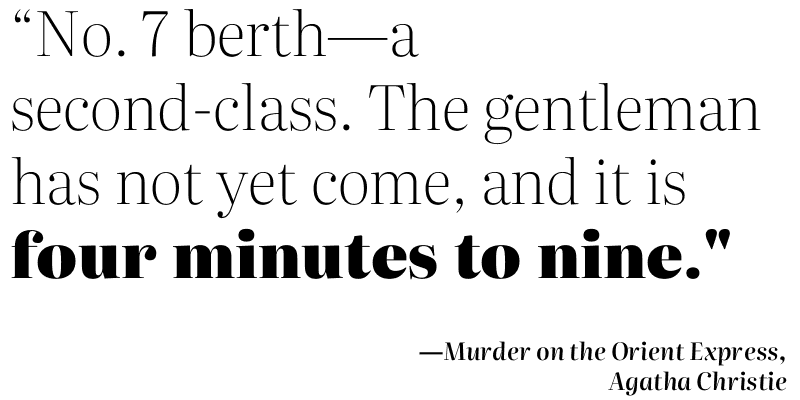 “No. 7 berth—a
second-class. The gentleman
has not yet come, and it is
four minutes to nine."
—Murder on the Orient Express,
Agatha Christie